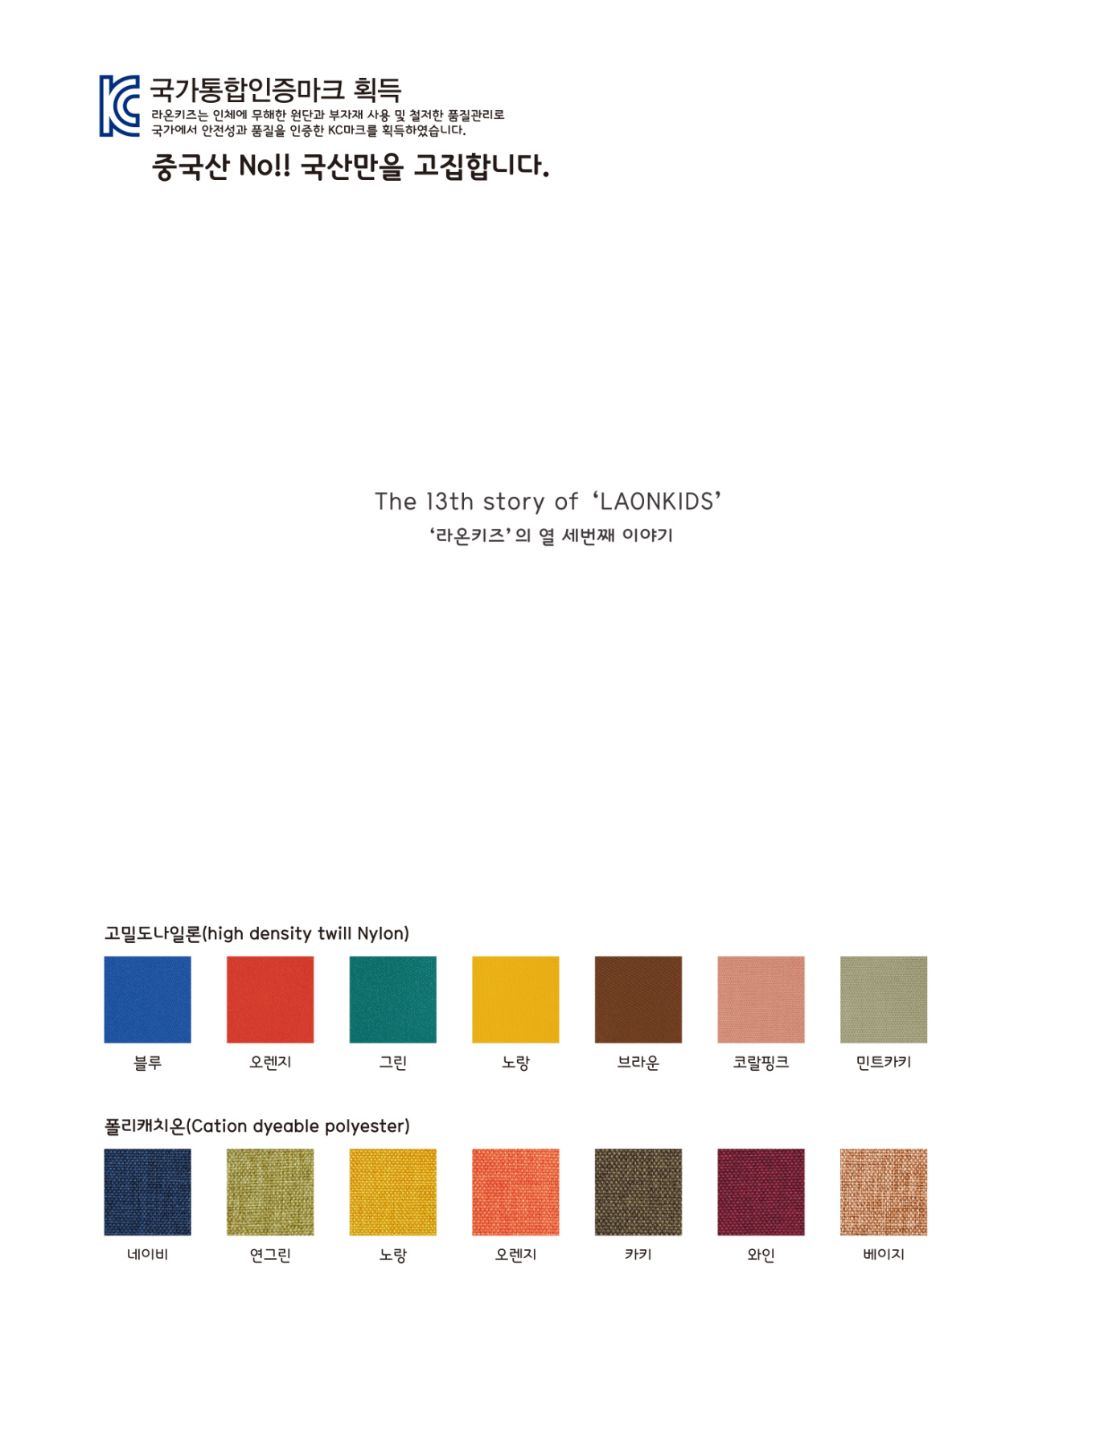 KC 국가통합인증마크 획득
라온키즈는 인체에 무해한 원단과 부자재 사용 및 철저한 품질관리로
국가에서 안전성과 품질을 인증한 KC마크를 획득하였습니다.
중국산 No!! 국산만을 고집합니다.
The 13th story of ‘LAONKIDS’
‘라온키즈’의 열 세번째 이야기
고밀도나일론(high density twill Nylon)
블루 오렌지 그린 노랑 브라운 코랄핑크 민트카키
폴리캐치온(Cation dyeable polyester)
네이비 연그린 노랑 오렌지 카키 와인 베이지